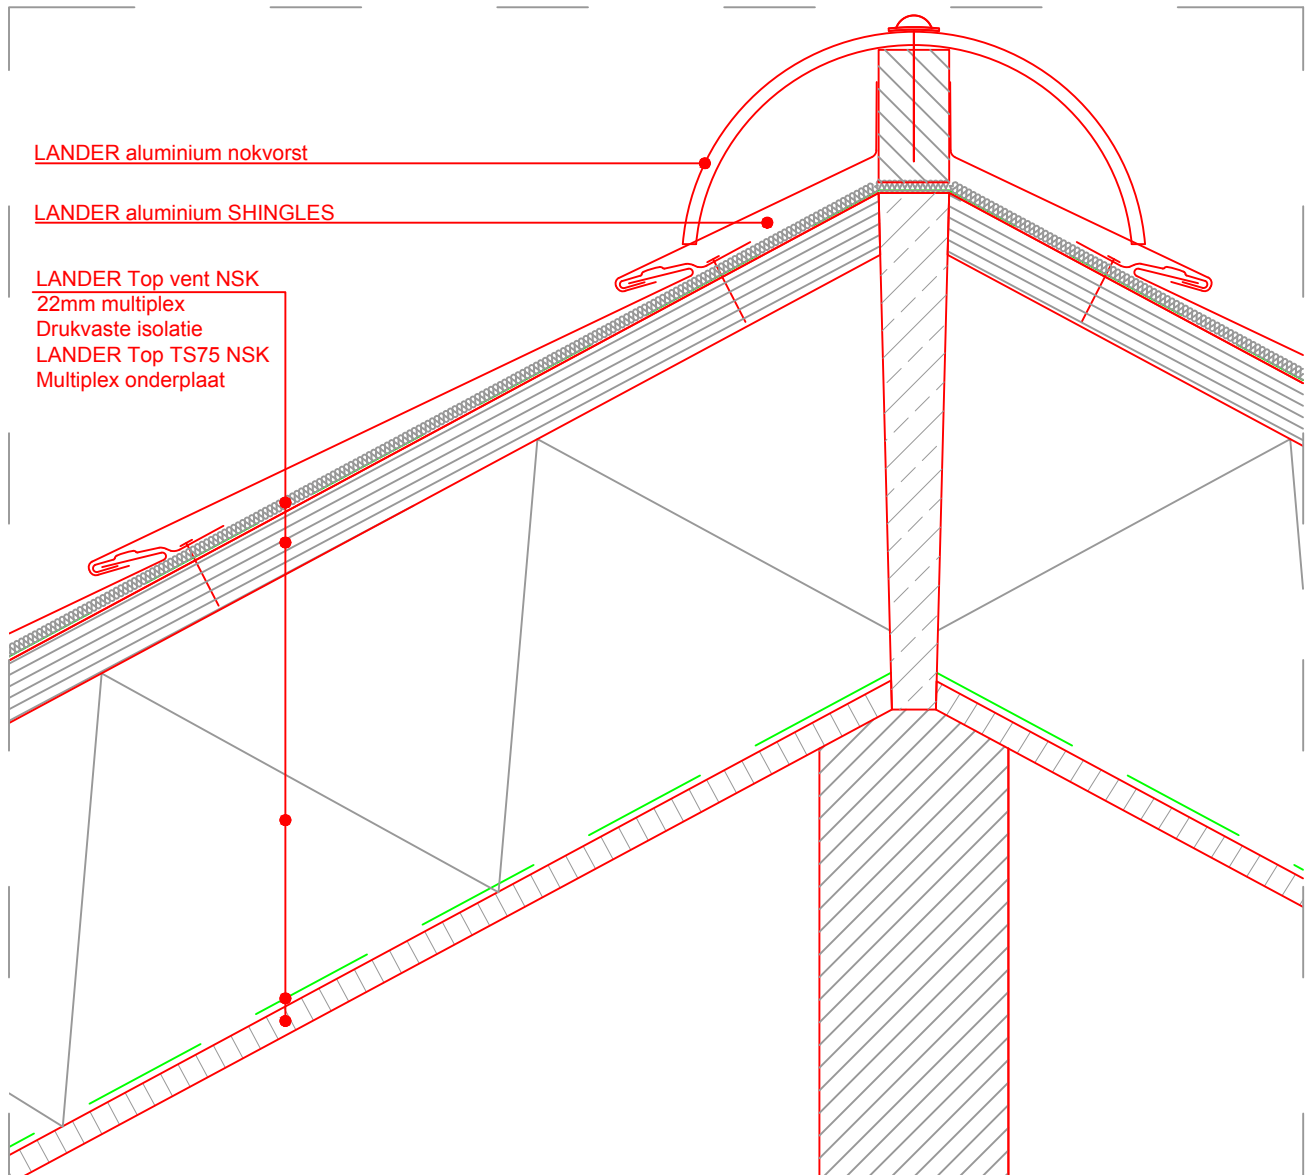 LANDER aluminium nokvorst
LANDER aluminium SHINGLES
LANDER Top vent NSK
22mm multiplex
Drukvaste isolatie
LANDER Top TS75 NSK
Multiplex onderplaat